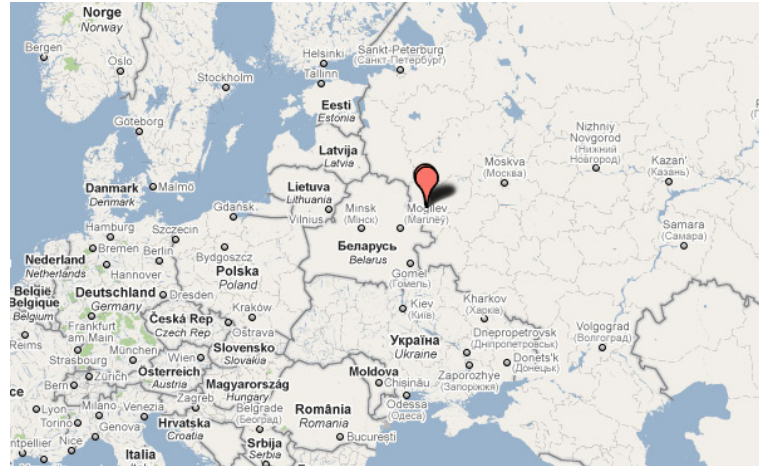 Norge
Norway
Bergen
Oslo
Stockholm
Göteborg
Helsinki
Tallinn
Sankt-Peterburg
(Санкт-Петербург)
Eesti
Estonia
Latvija
Latvia
Danmark
Denmark
Malmö
Lietuva
Lithuania
Vilnius
Moskva
(Москва)
Nizhniy
Novgorod
(Нижний
Новгород)
Kazan'
(Казань)
Samara
(Самара)
Minsk
(Мінск)
Mogilev
Беларусь
Belarus
Gomel
(Гомель)
Gdańsk
Hamburg
Szczecin
Bremen
Berlin
Bydgoszcz
Nederland
Netherlands
Hannover
Polska
Poland
België
Belgique
Belgium
Deutschland
Germany
Dresden
Kraków
Kiev
(Київ)
Kharkov
(Харків)
Volgograd
(Волгоград)
Frankfurt
am Main
Česká Rep
Czech Rep
Ostrava
Україна
Ukraine
Dnepropetrovsk
(Дніпропетровськ)
Donets'k
(Донецьк)
Zaporozhye
(Запоріжжя)
Reims
Strasbourg
München
Wien
Slovensko
Slovakia
Zürich
Bern
Österreich
Austria
Magyarország
Hungary
Moldova
Chișinău
Odessa
(Одеса)
ce
Lyon
Milano
Torino
Venezia
Genova
Zagreb
Hrvatska
Croatia
Belgrade
(Београд)
România
Romania
București
ntpellier
Nice
Italia
Srbija
Serbia